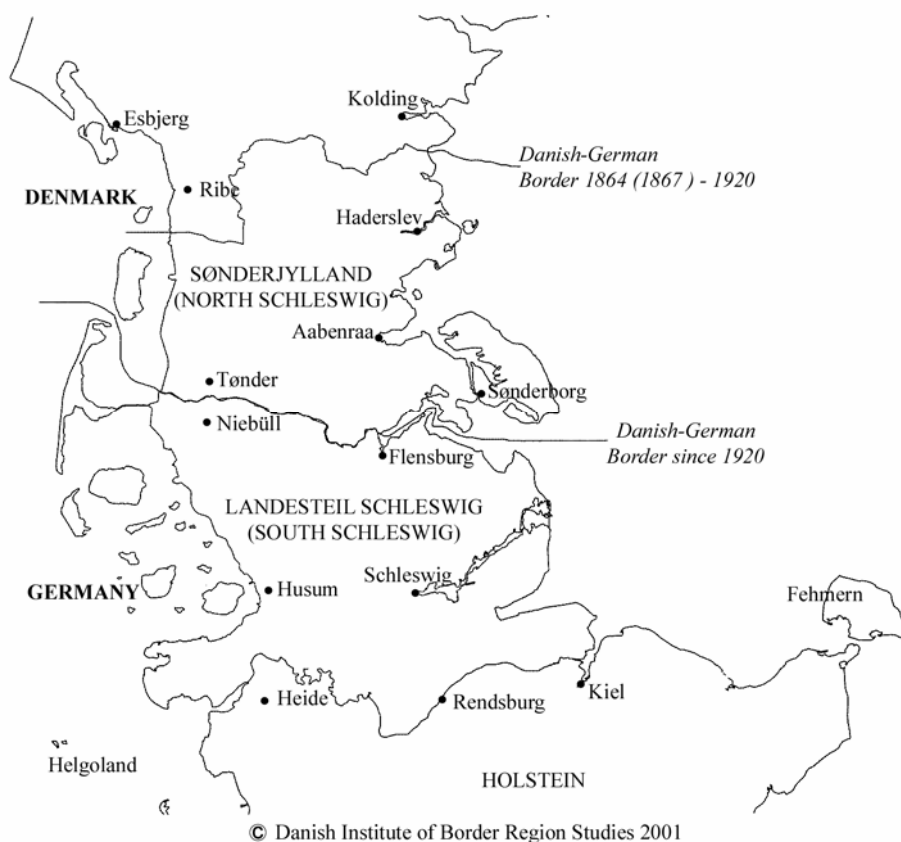 Kolding
Esbjerg
Danish-German
Border 1864 (1867 ) - 1920
DENMARK
Ribe
Haderslev
SØNDERJYLLAND
(NORTH SCHLESWIG)
Aabenraa
Tønder
Sønderborg
Niebüll
Danish-German
Border since 1920
Flensburg
LANDESTEIL SCHLESWIG
(SOUTH SCHLESWIG)
Schleswig
GERMANY
Husum
Fehmern
Heide
Rendsburg
Kiel
Helgoland
HOLSTEIN
© Danish Institute of Border Region Studies 2001